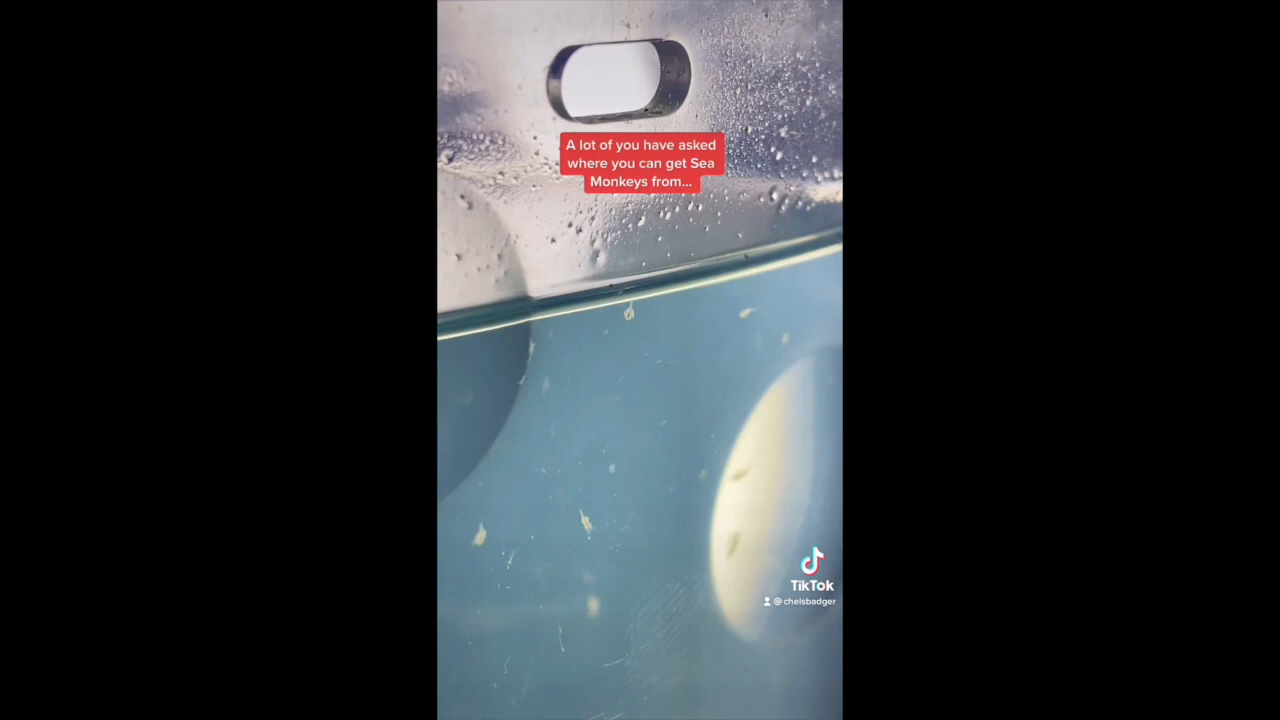 A lot of you have asked
where you can get Sea
Monkeys from...
TikTok
@ chelsbadger